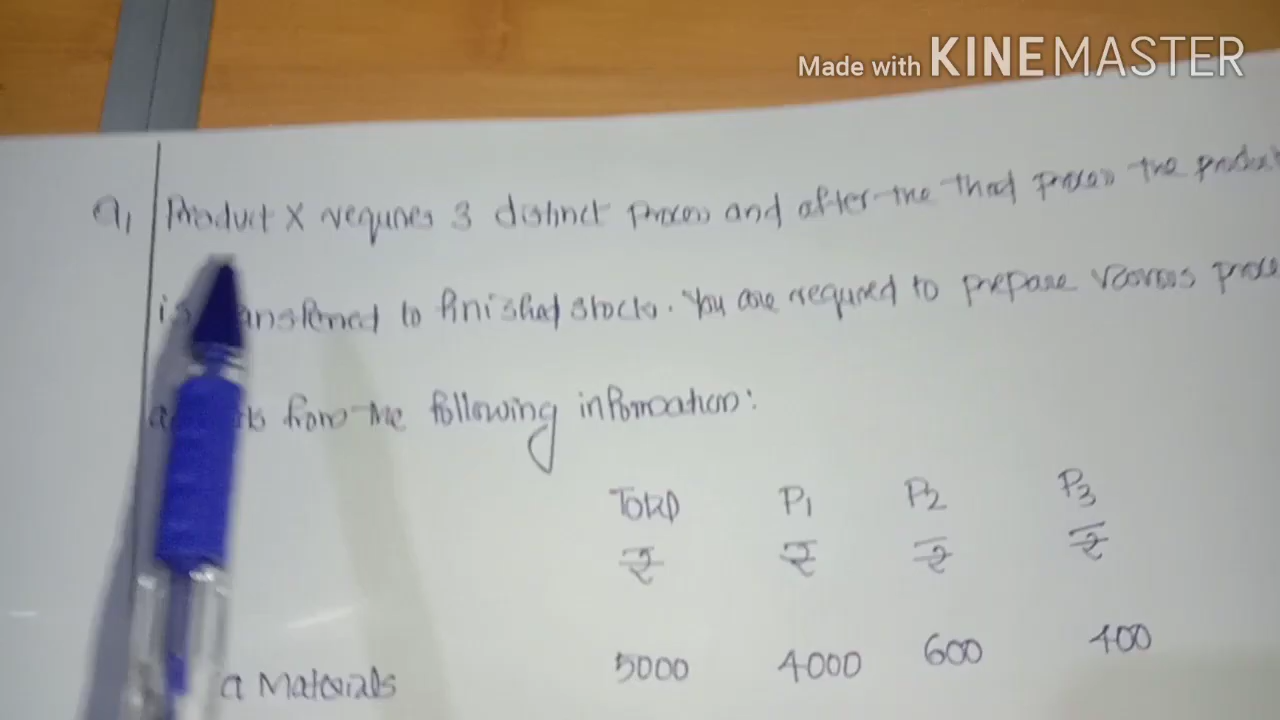 Made with KINEMASTER
Q1 Product X requires 3 distinct process and after the third process the product
is transferred to finished stocks. You are required to prepare various
from the following information:
Total P1 P2 P3
₹ ₹ ₹ ₹
a Materials 5000 4000 600 400